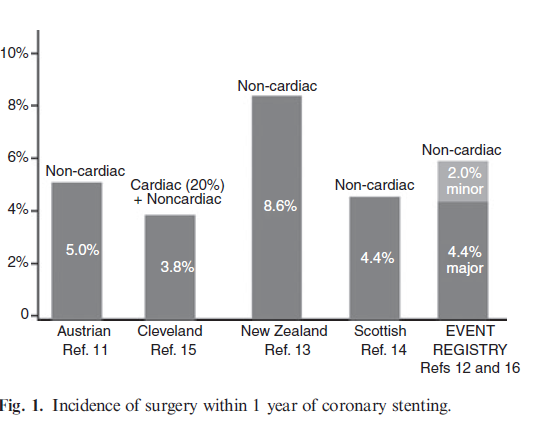 10%
8%
6%
4%
2%
0
Non-cardiac
5.0%
Cardiac (20%)
+ Noncardiac
3.8%
Non-cardiac
8.6%
Non-cardiac
4.4%
Non-cardiac
2.0%
minor
4.4%
major
Austrian
Ref. 11
Cleveland
Ref. 15
New Zealand
Ref. 13
Scottish
Ref. 14
EVENT
REGISTRY
Refs 12 and 16
Fig. 1. Incidence of surgery within 1 year of coronary stenting.